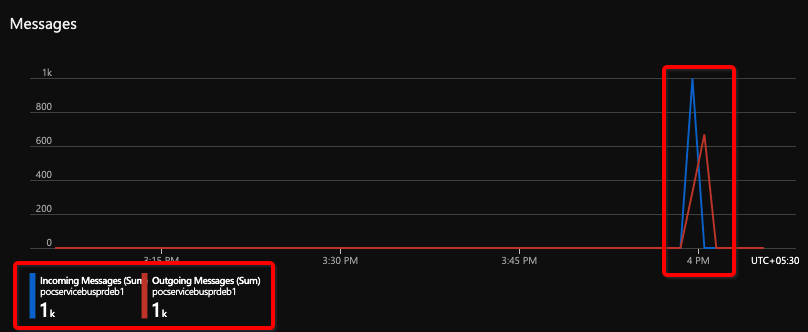 Messages
1k
800
600
400
200
0
3:15 PM
3:30 PM
3:45 PM
4 PM
UTC+05:30
Incoming Messages (Sum
pocservicebusprdeb1
1k
Outgoing Messages (Sum)
pocservicebusprdeb1
1k